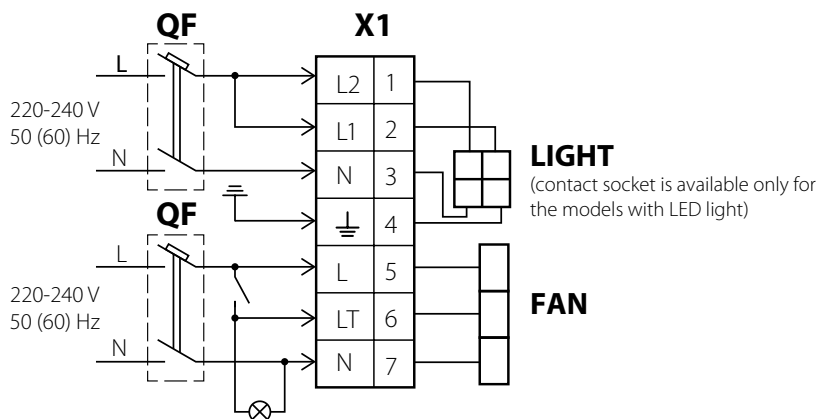 QF
X1
L
L2 1
220-240 V
50 (60) Hz
L1 2
N
N 3
LIGHT
(contact socket is available only for
the models with LED light)
4
QF
L
L 5
220-240 V
50 (60) Hz
LT 6
FAN
N
N 7